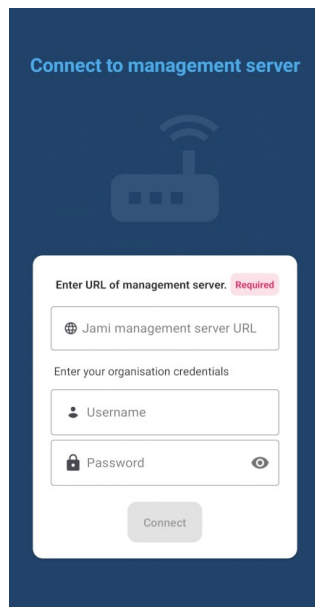 Connect to management server
Enter URL of management server. Required
Jami management server URL
Enter your organisation credentials
Username
Password
Connect